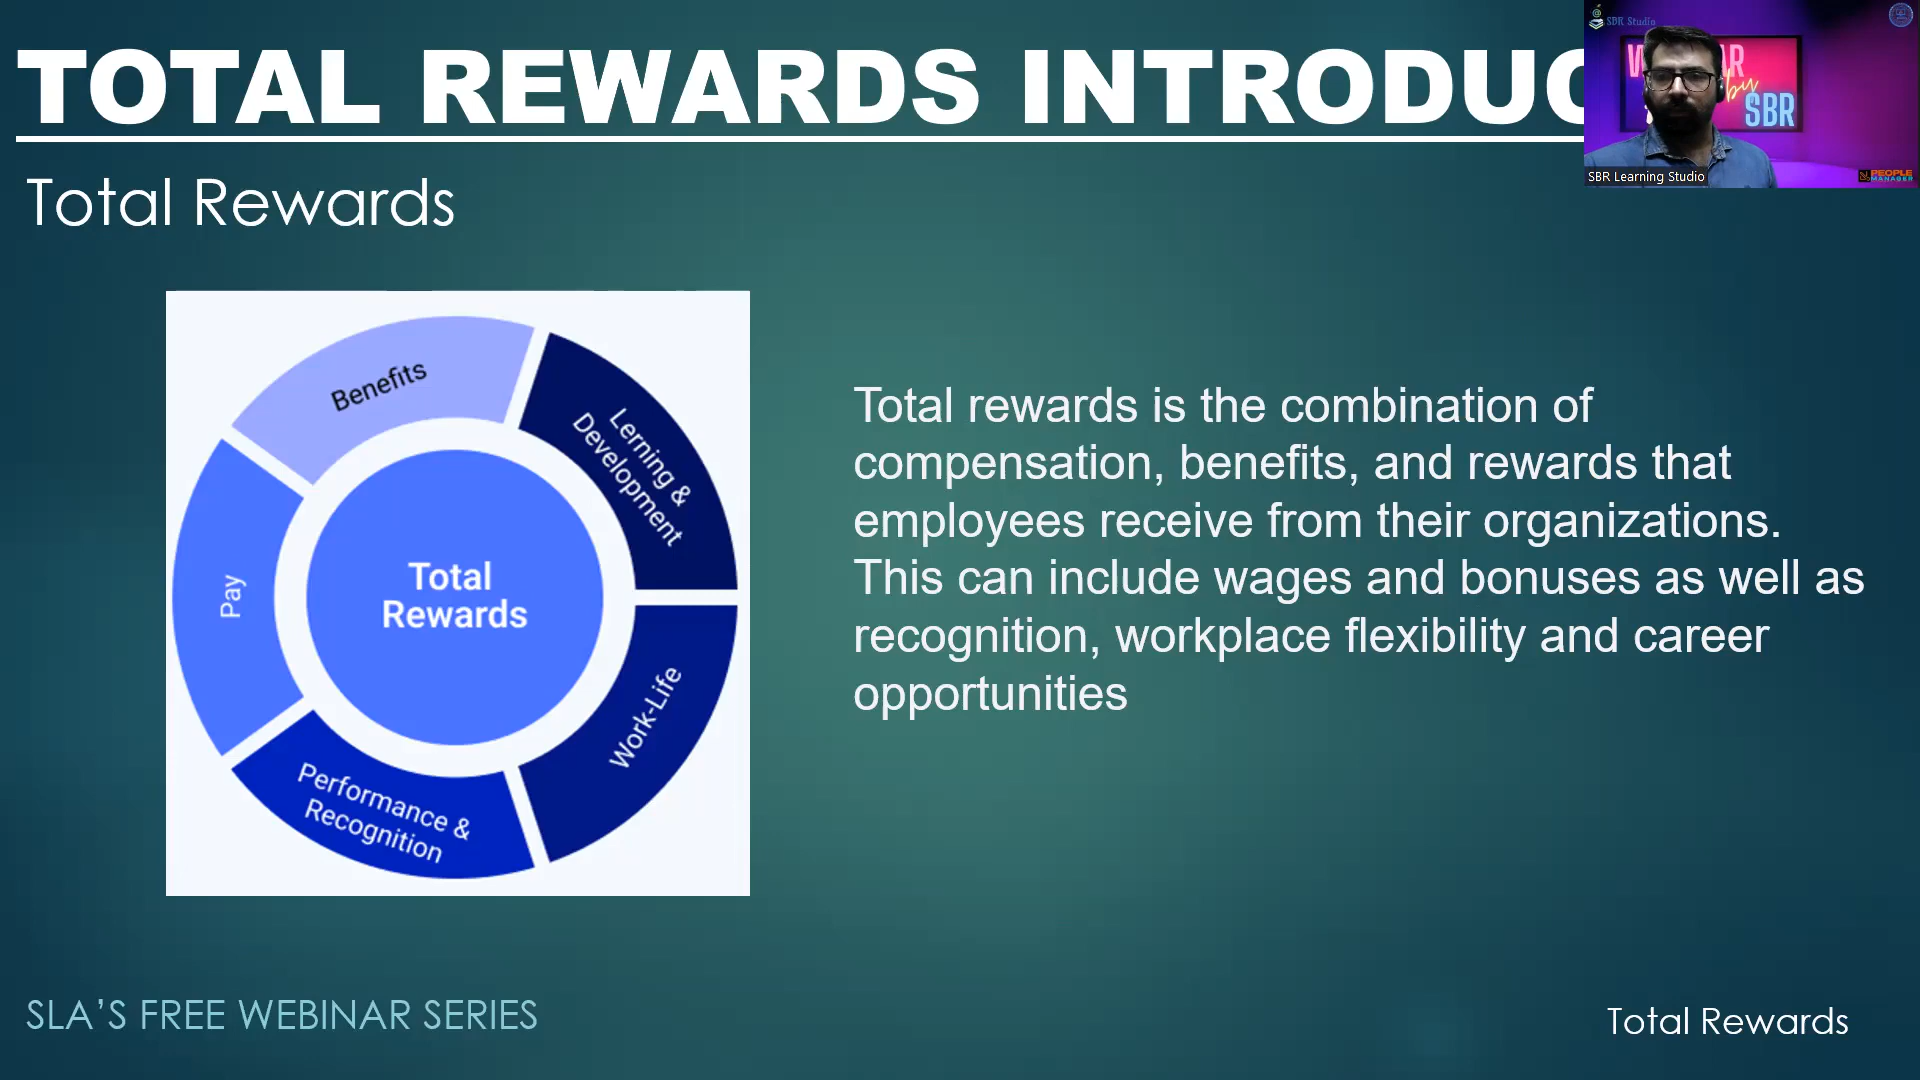 TOTAL REWARDS INTRODUC
SBR Studio
SBR
by
SBR Learning Studio
PEOPLE
MANAGER
Total Rewards
Benefits
Lerning &
Development
Pay
Total
Rewards
Work-Life
Performance &
Recognition
Total rewards is the combination of
compensation, benefits, and rewards that
employees receive from their organizations.
This can include wages and bonuses as well as
recognition, workplace flexibility and career
opportunities
SLA’S FREE WEBINAR SERIES
Total Rewards